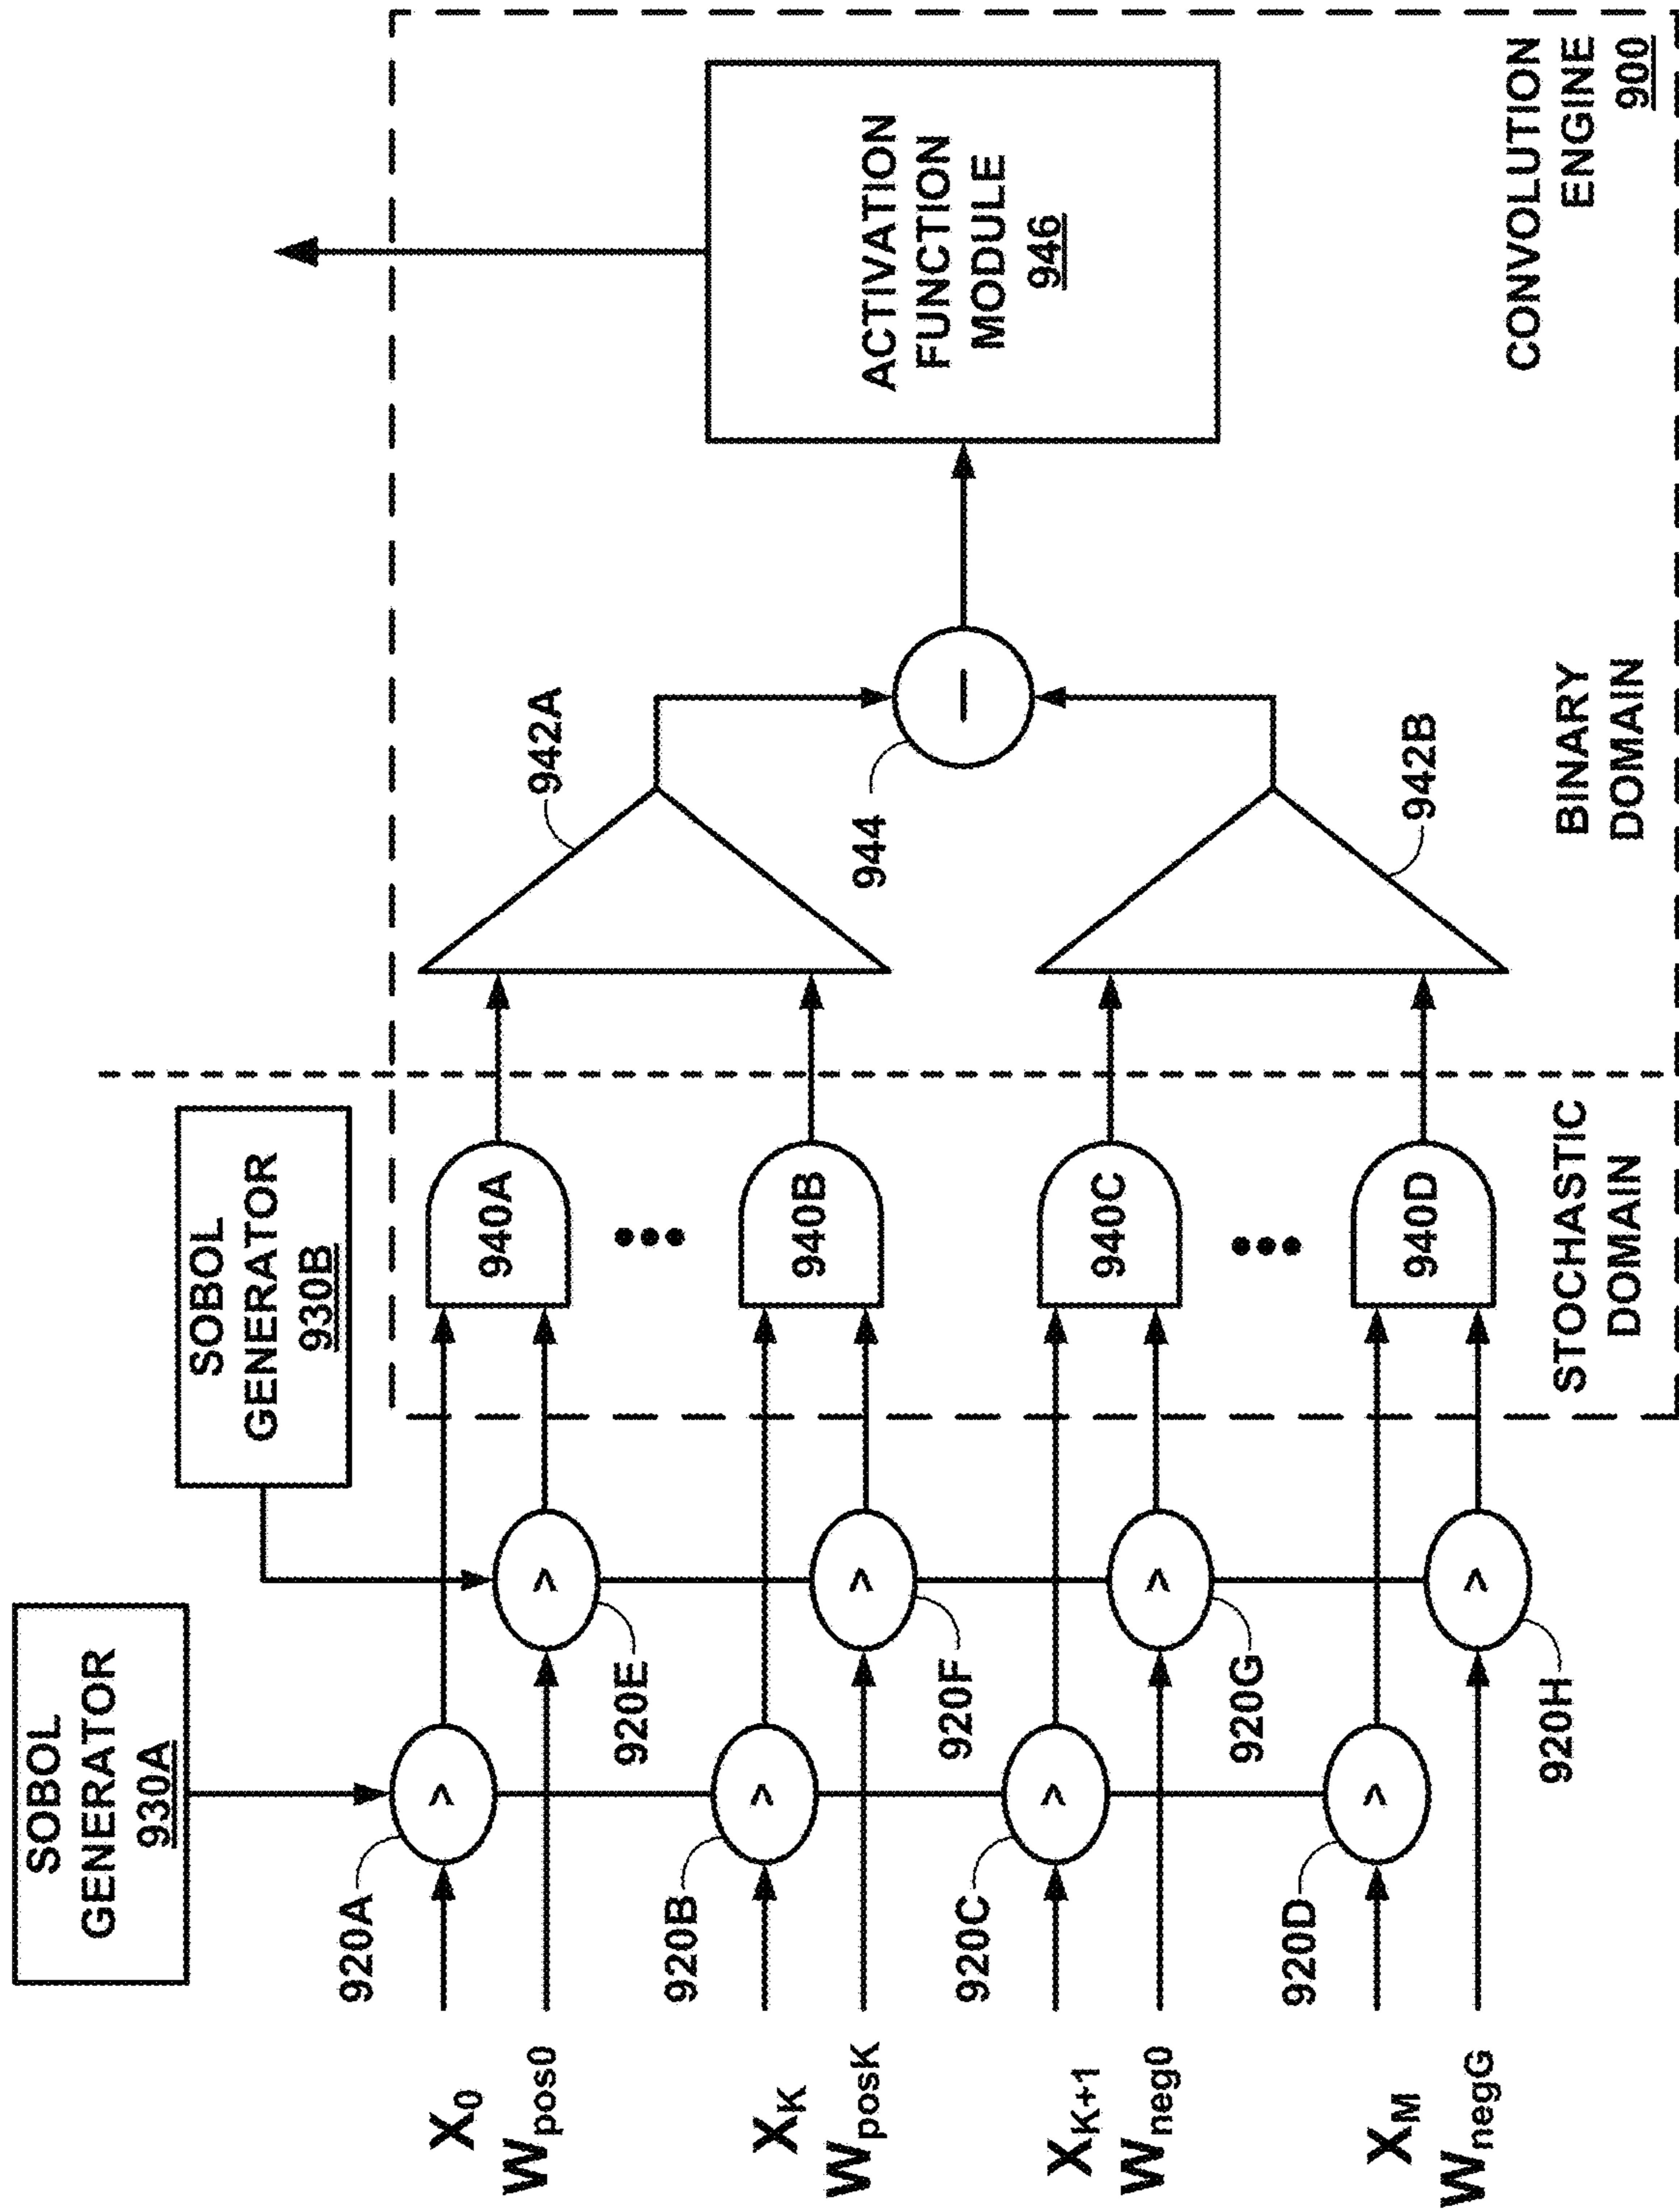 SOBOL
GENERATOR
930A
SOBOL
GENERATOR
930B
920A
X₀
>
Wpos0
>
940A
920E
942A
920B
XK
>
WposK
>
940B
920F
944
–
ACTIVATION
FUNCTION
MODULE
946
920C
XK+1
>
Wneg0
>
940C
920G
920D
XM
>
WnegG
>
940D
920H
942B
STOCHASTIC
DOMAIN
BINARY
DOMAIN
CONVOLUTION
ENGINE
900